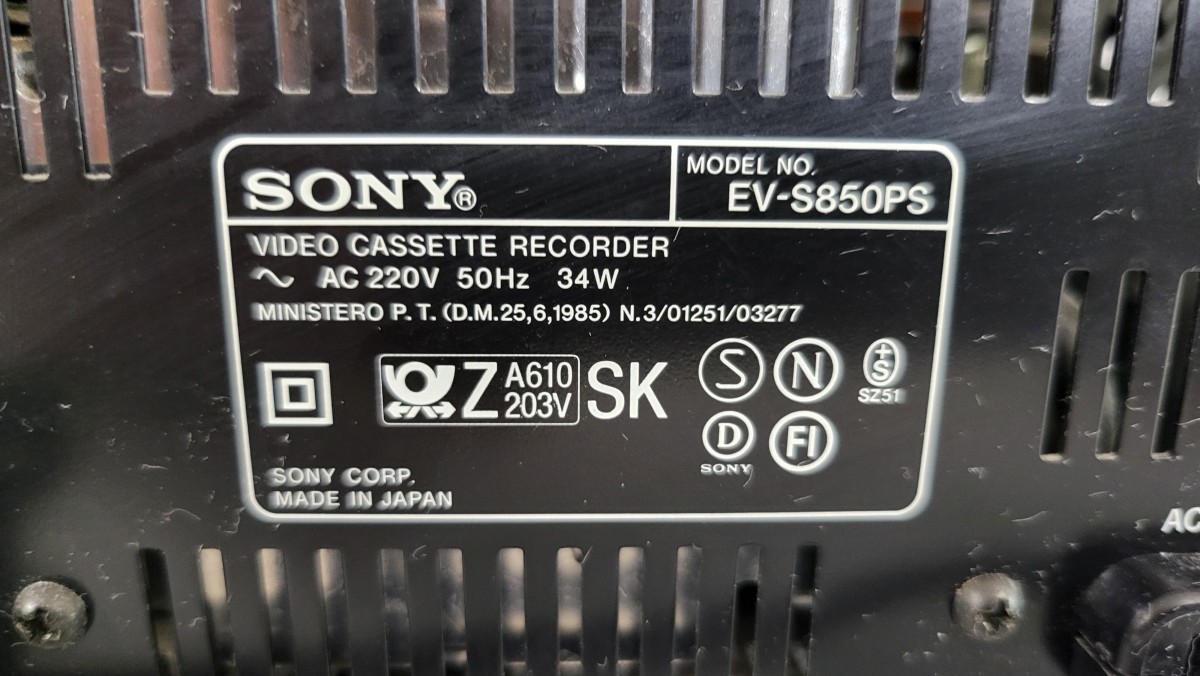 SONY®
MODEL NO.
EV-S850PS
VIDEO CASSETTE RECORDER
~ AC 220V 50Hz 34W
MINISTERO P. T. (D.M.25,6,1985) N.3/01251/03277
Z A610 203V SK
S N +S
SZ51
D FI
SONY
SONY CORP.
MADE IN JAPAN
AC